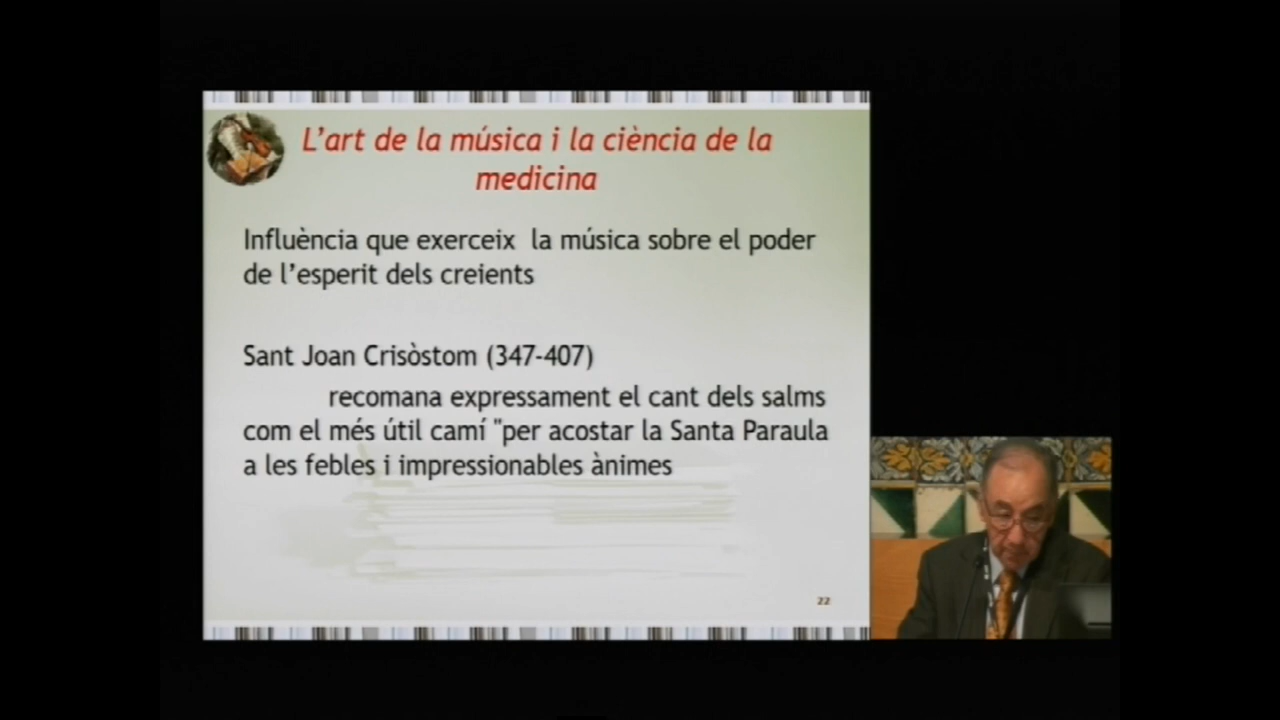 L’art de la música i la ciència de la
medicina
Influència que exerceix la música sobre el poder
de l’esperit dels creients
Sant Joan Crisòstom (347-407)
recomana expressament el cant dels salms
com el més útil camí "per acostar la Santa Paraula
a les febles i impressionables ànimes
22